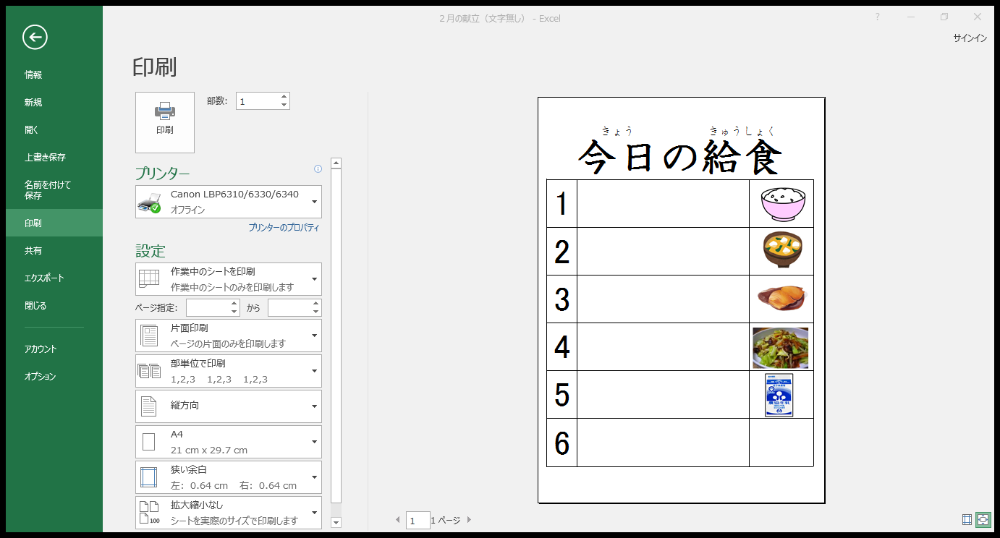 ２月の献立（文字無し） - Excel
?
サインイン
情報
新規
開く
上書き保存
名前を付けて
保存
印刷
共有
エクスポート
閉じる
アカウント
オプション
印刷
印刷
部数:
1
プリンター
Canon LBP6310/6330/6340
オフライン
プリンターのプロパティ
設定
作業中のシートを印刷
作業中のシートのみを印刷します
ページ指定:
から
片面印刷
ページの片面のみを印刷します
部単位で印刷
1,2,3 1,2,3 1,2,3
縦方向
A4
21 cm x 29.7 cm
狭い余白
左: 0.64 cm 右: 0.64 cm
拡大縮小なし
100
シートを実際のサイズで印刷します
きょう きゅうしょく
今日の給食
1
2
3
4
5
農協牛乳
6
1
1 ページ